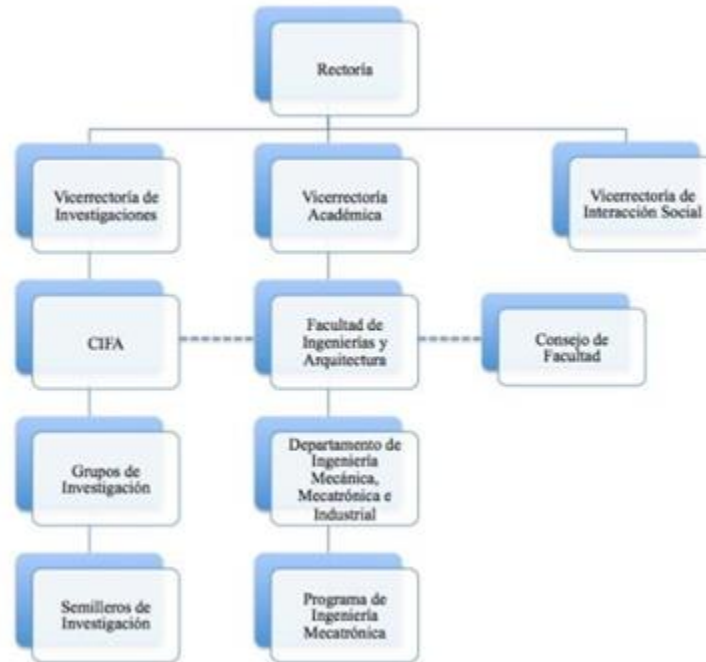 Rectoría
Vicerrectoría de
Investigaciones
Vicerrectoría
Académica
Vicerrectoría de
Interacción Social
CIFA
Facultad de
Ingenierías y
Arquitectura
Consejo de
Facultad
Grupos de
Investigación
Departamento de
Ingeniería
Mecánica,
Mecatrónica e
Industrial
Semilleros de
Investigación
Programa de
Ingeniería
Mecatrónica